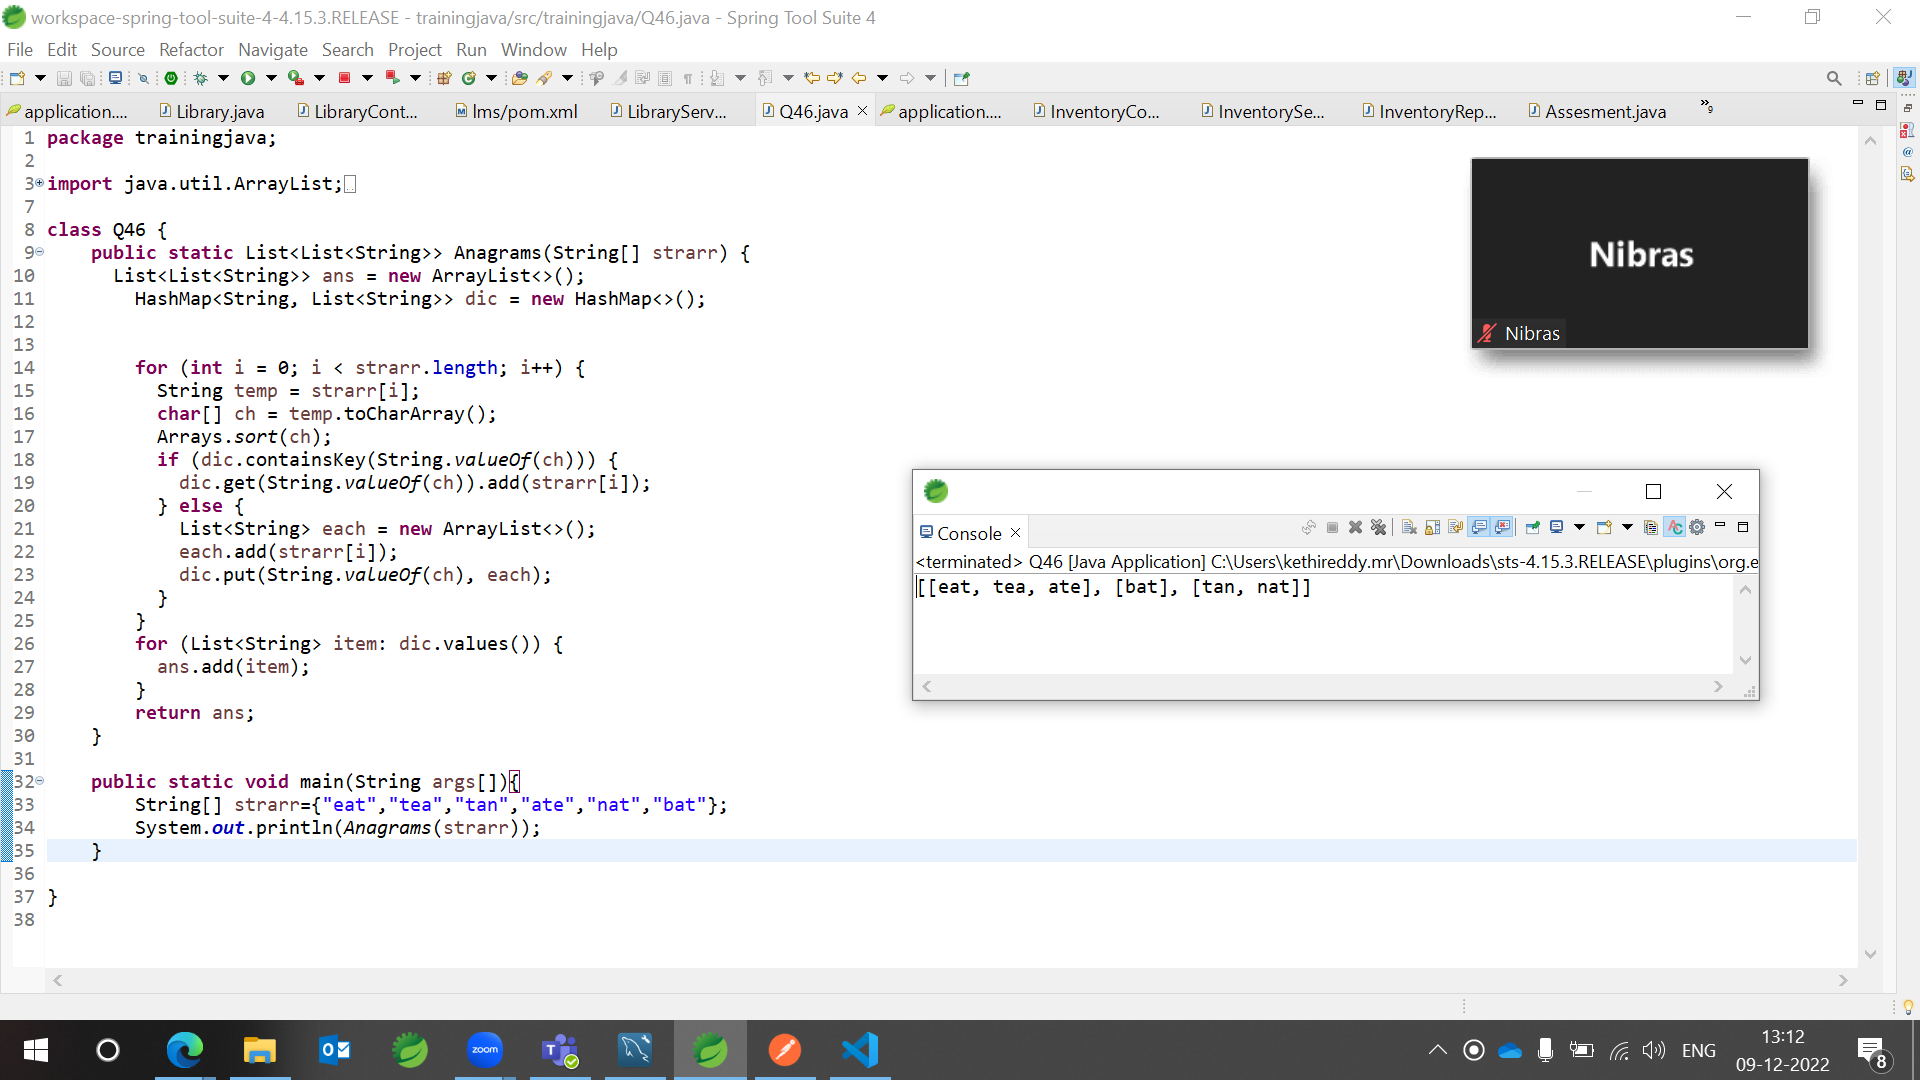 workspace-spring-tool-suite-4-4.15.3.RELEASE - trainingjava/src/trainingjava/Q46.java - Spring Tool Suite 4
File Edit Source Refactor Navigate Search Project Run Window Help
application.... Library.java LibraryCont... lms/pom.xml LibraryServ... Q46.java application.... InventoryCo... InventorySe... InventoryRep... Assesment.java »9
1 package trainingjava;
2
3 import java.util.ArrayList;
7
8 class Q46 {
9 public static List<List<String>> Anagrams(String[] strarr) {
10 List<List<String>> ans = new ArrayList<>();
11 HashMap<String, List<String>> dic = new HashMap<>();
12
13
14 for (int i = 0; i < strarr.length; i++) {
15 String temp = strarr[i];
16 char[] ch = temp.toCharArray();
17 Arrays.sort(ch);
18 if (dic.containsKey(String.valueOf(ch))) {
19 dic.get(String.valueOf(ch)).add(strarr[i]);
20 } else {
21 List<String> each = new ArrayList<>();
22 each.add(strarr[i]);
23 dic.put(String.valueOf(ch), each);
24 }
25 }
26 for (List<String> item: dic.values()) {
27 ans.add(item);
28 }
29 return ans;
30 }
31
32 public static void main(String args[]){
33 String[] strarr={"eat","tea","tan","ate","nat","bat"};
34 System.out.println(Anagrams(strarr));
35 }
36
37 }
38
Nibras
Nibras
Console
<terminated> Q46 [Java Application] C:\Users\kethireddy.mr\Downloads\sts-4.15.3.RELEASE\plugins\org.e
[[eat, tea, ate], [bat], [tan, nat]]
zoom
ENG
13:12
09-12-2022
8